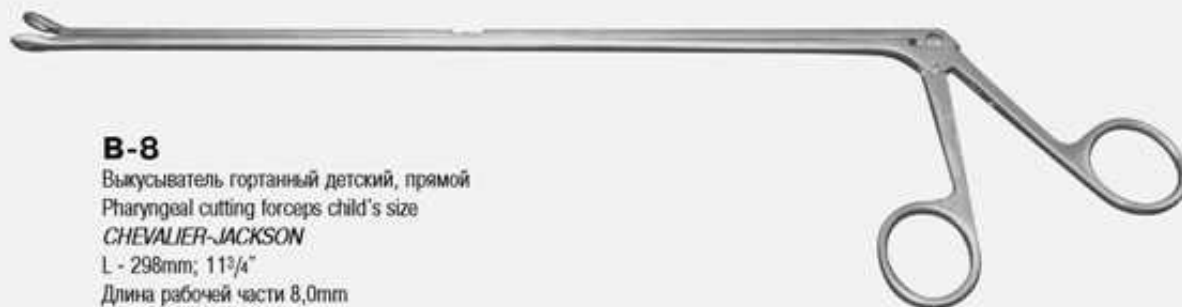 В-8
Выкусыватель гортанный детский, прямой
Pharyngeal cutting forceps child's size
CHEVALIER-JACKSON
L - 298mm; 11³/₄"
Длина рабочей части 8,0mm